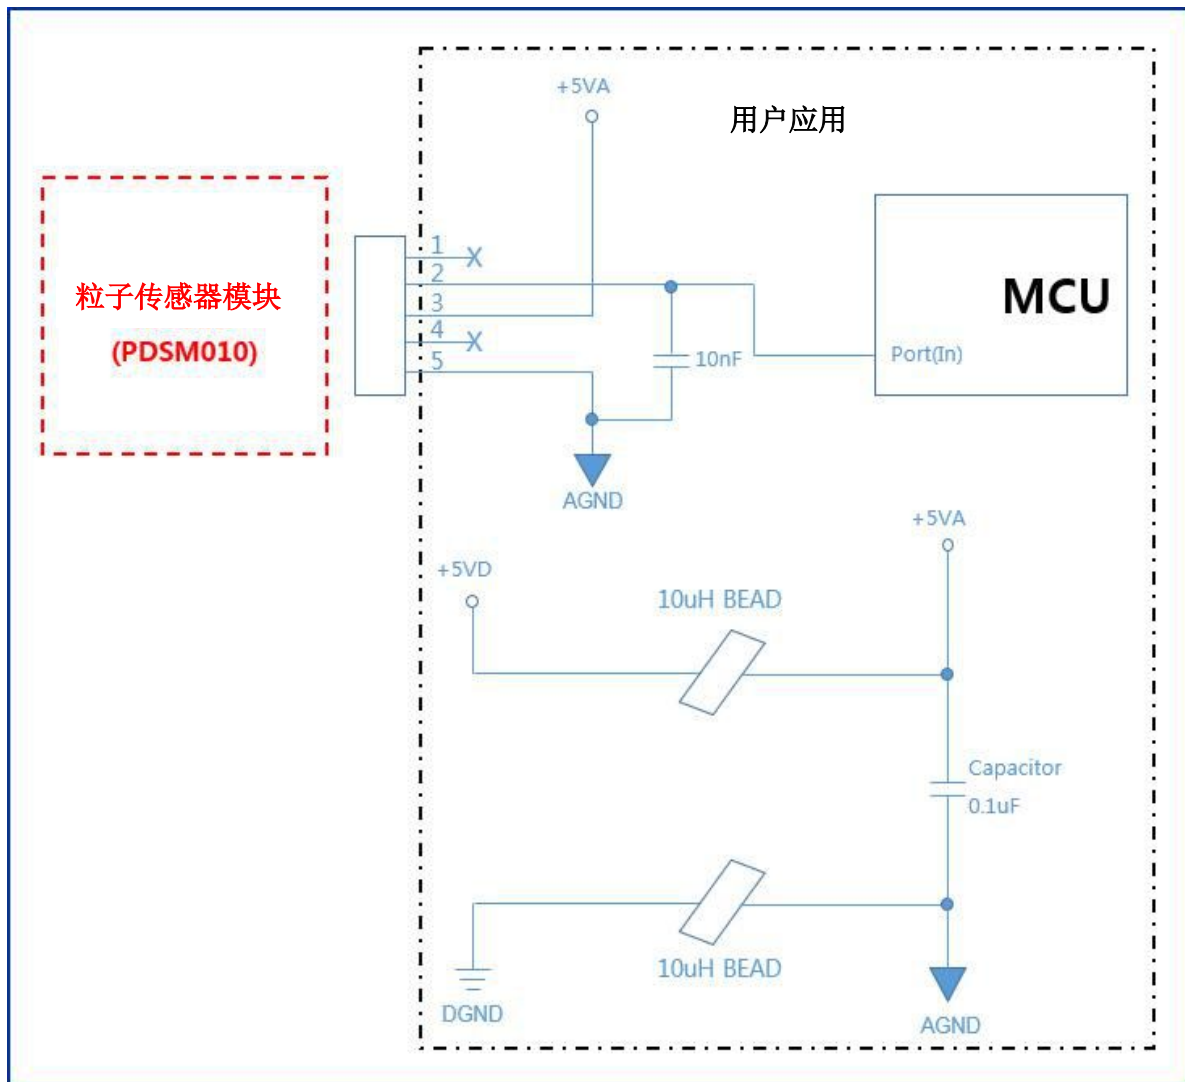 +5VA
用户应用
粒子传感器模块
(PDSM010)
1
2
3
4
5
MCU
Port(In)
10nF
AGND
+5VA
+5VD
10uH BEAD
Capacitor
0.1uF
10uH BEAD
DGND
AGND